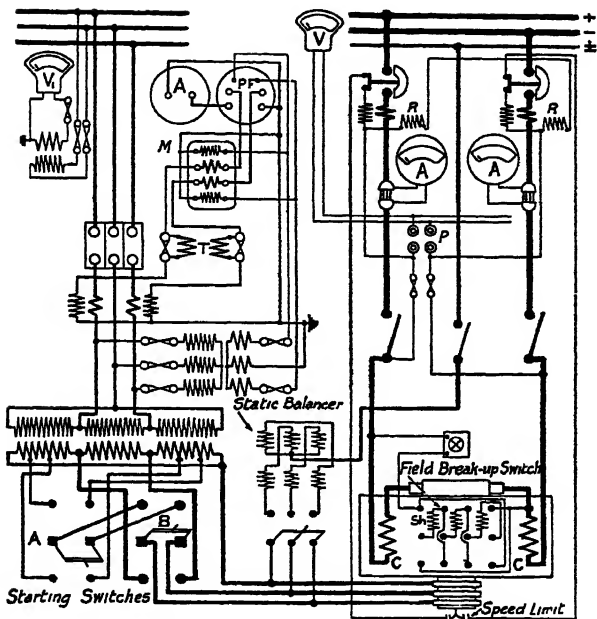 V +
-
±
V1
A PF
R R
M
A A
T P
Static Balancer
Field Break-up Switch
Sh
A B
C C
Starting Switches Speed Limit